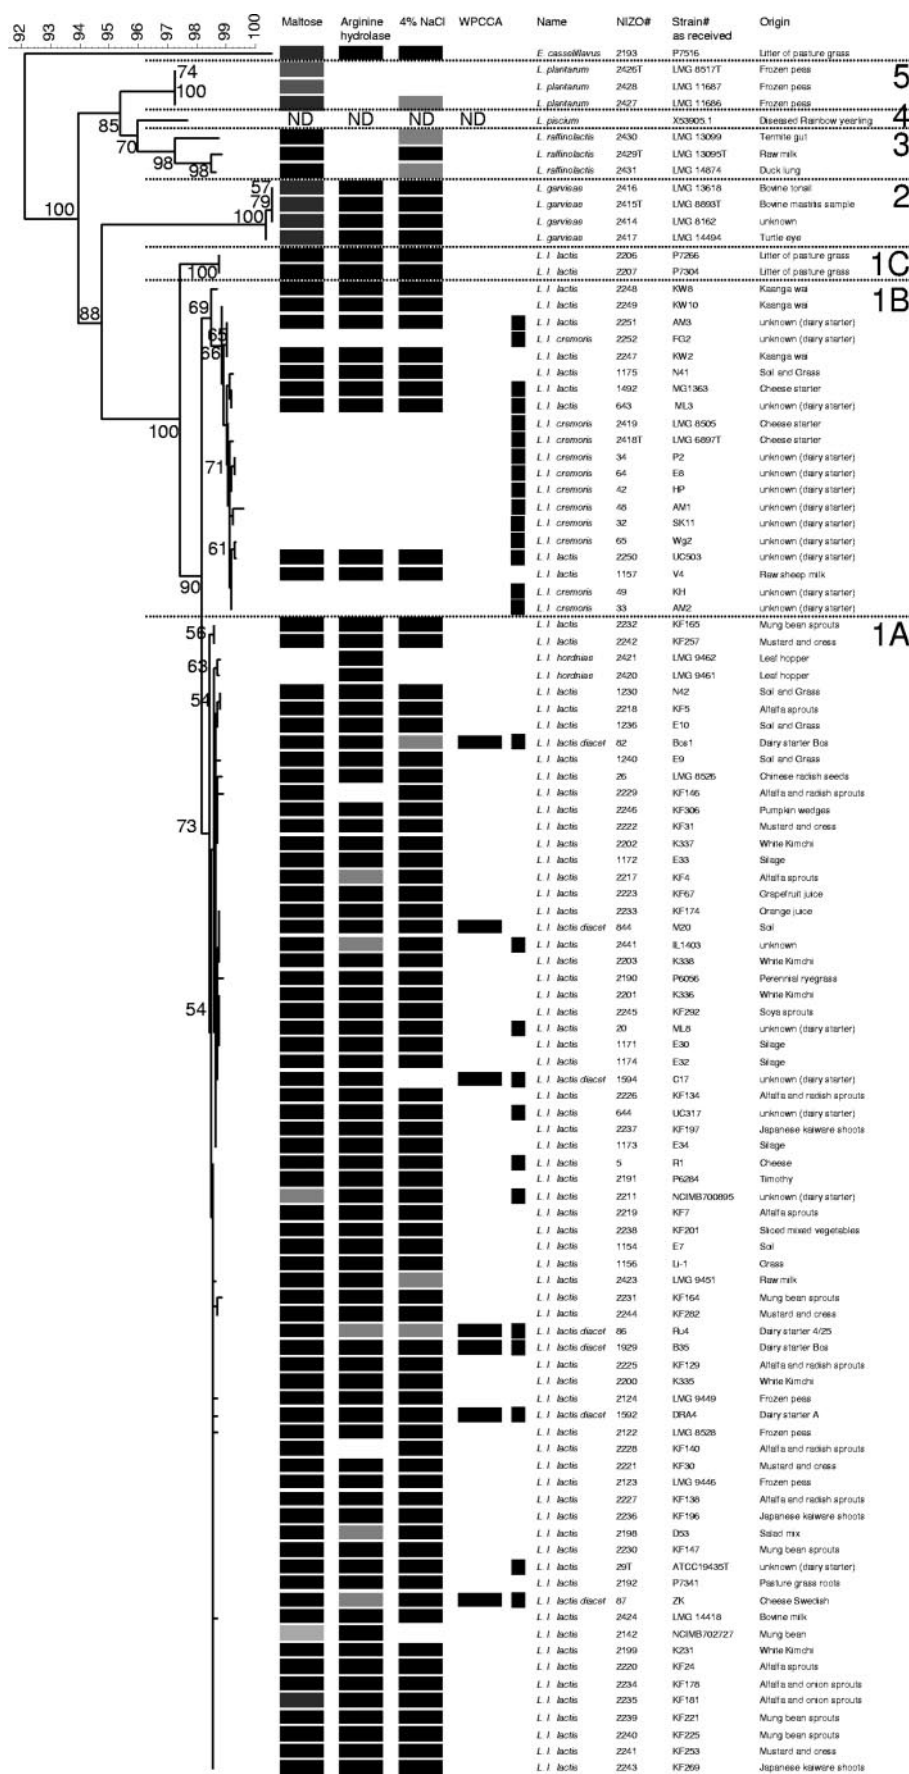 92 93 94 95 96 97 98 99 100
Maltose Arginine hydrolase 4% NaCl WPCCA Name NIZO# Strain# as received Origin
E. casseliflavus 2193 P7516 Litter of pasture grass
L. plantarum 2426T LMG 8517T Frozen peas
L. plantarum 2428 LMG 11687 Frozen peas
L. plantarum 2427 LMG 11686 Frozen peas
ND ND ND ND L. piscium X53905.1 Diseased Rainbow yearling
L. raffinolactis 2430 LMG 13099 Termite gut
L. raffinolactis 2429T LMG 13095T Raw milk
L. raffinolactis 2431 LMG 14874 Duck lung
L. garvieae 2416 LMG 13618 Bovine tonsil
L. garvieae 2415T LMG 8893T Bovine mastitis sample
L. garvieae 2414 LMG 8162 unknown
L. garvieae 2417 LMG 14494 Turtle eye
L. l. lactis 2206 P7266 Litter of pasture grass
L. l. lactis 2207 P7304 Litter of pasture grass
L. l. lactis 2248 KW8 Kaanga wai
L. l. lactis 2249 KW10 Kaanga wai
L. l. lactis 2251 AM3 unknown (dairy starter)
L. l. cremoris 2252 FG2 unknown (dairy starter)
L. l. lactis 2247 KW2 Kaanga wai
L. l. lactis 1175 N41 Soil and Grass
L. l. lactis 1492 MG1363 Cheese starter
L. l. lactis 643 ML3 unknown (dairy starter)
L. l. cremoris 2419 LMG 8505 Cheese starter
L. l. cremoris 2418T LMG 6897T Cheese starter
L. l. cremoris 34 P2 unknown (dairy starter)
L. l. cremoris 64 E8 unknown (dairy starter)
L. l. cremoris 42 HP unknown (dairy starter)
L. l. cremoris 48 AM1 unknown (dairy starter)
L. l. cremoris 32 SK11 unknown (dairy starter)
L. l. cremoris 65 Wg2 unknown (dairy starter)
L. l. lactis 2250 UC503 unknown (dairy starter)
L. l. lactis 1157 V4 Raw sheep milk
L. l. cremoris 49 KH unknown (dairy starter)
L. l. cremoris 33 AM2 unknown (dairy starter)
L. l. lactis 2232 KF165 Mung bean sprouts
L. l. lactis 2242 KF257 Mustard and cress
L. l. hordniae 2421 LMG 9462 Leaf hopper
L. l. hordniae 2420 LMG 9461 Leaf hopper
L. l. lactis 1230 N42 Soil and Grass
L. l. lactis 2218 KF5 Alfalfa sprouts
L. l. lactis 1236 E10 Soil and Grass
L. l. lactis diacet 82 Bos1 Dairy starter Bos
L. l. lactis 1240 E9 Soil and Grass
L. l. lactis 26 LMG 8526 Chinese radish seeds
L. l. lactis 2229 KF146 Alfalfa and radish sprouts
L. l. lactis 2246 KF306 Pumpkin wedges
L. l. lactis 2222 KF31 Mustard and cress
L. l. lactis 2202 K337 White Kimchi
L. l. lactis 1172 E33 Silage
L. l. lactis 2217 KF4 Alfalfa sprouts
L. l. lactis 2223 KF67 Grapefruit juice
L. l. lactis 2233 KF174 Orange juice
L. l. lactis diacet 844 M20 Soil
L. l. lactis 2441 IL1403 unknown
L. l. lactis 2203 K338 White Kimchi
L. l. lactis 2190 P6056 Perennial ryegrass
L. l. lactis 2201 K336 White Kimchi
L. l. lactis 2245 KF292 Soya sprouts
L. l. lactis 20 ML8 unknown (dairy starter)
L. l. lactis 1171 E30 Silage
L. l. lactis 1174 E32 Silage
L. l. lactis diacet 1594 C17 unknown (dairy starter)
L. l. lactis 2226 KF134 Alfalfa and radish sprouts
L. l. lactis 644 UC317 unknown (dairy starter)
L. l. lactis 2237 KF197 Japanese kaiware shoots
L. l. lactis 1173 E34 Silage
L. l. lactis 5 R1 Cheese
L. l. lactis 2191 P6284 Timothy
L. l. lactis 2211 NCIMB700895 unknown (dairy starter)
L. l. lactis 2219 KF7 Alfalfa sprouts
L. l. lactis 2238 KF201 Sliced mixed vegetables
L. l. lactis 1154 E7 Soil
L. l. lactis 1156 Li-1 Grass
L. l. lactis 2423 LMG 9451 Raw milk
L. l. lactis 2231 KF164 Mung bean sprouts
L. l. lactis 2244 KF282 Mustard and cress
L. l. lactis diacet 86 Ru4 Dairy starter 4/25
L. l. lactis diacet 1929 B35 Dairy starter Bos
L. l. lactis 2225 KF129 Alfalfa and radish sprouts
L. l. lactis 2200 K335 White Kimchi
L. l. lactis 2124 LMG 9449 Frozen peas
L. l. lactis diacet 1592 DRA4 Dairy starter A
L. l. lactis 2122 LMG 8528 Frozen peas
L. l. lactis 2228 KF140 Alfalfa and radish sprouts
L. l. lactis 2221 KF30 Mustard and cress
L. l. lactis 2123 LMG 9446 Frozen peas
L. l. lactis 2227 KF138 Alfalfa and radish sprouts
L. l. lactis 2236 KF196 Japanese kaiware shoots
L. l. lactis 2198 D53 Salad mix
L. l. lactis 2230 KF147 Mung bean sprouts
L. l. lactis 29T ATCC19435T unknown (dairy starter)
L. l. lactis 2192 P7341 Pasture grass roots
L. l. lactis diacet 87 ZK Cheese Swedish
L. l. lactis 2424 LMG 14418 Bovine milk
L. l. lactis 2142 NCIMB702727 Mung bean
L. l. lactis 2199 K231 White Kimchi
L. l. lactis 2220 KF24 Alfalfa sprouts
L. l. lactis 2234 KF178 Alfalfa and onion sprouts
L. l. lactis 2235 KF181 Alfalfa and onion sprouts
L. l. lactis 2239 KF221 Mung bean sprouts
L. l. lactis 2240 KF225 Mung bean sprouts
L. l. lactis 2241 KF253 Mustard and cress
L. l. lactis 2243 KF269 Japanese kaiware shoots
5
4
3
2
1C
1B
1A
74
100
85
70
98
98
57
79
100
100
100
88
69
65
66
100
71
61
90
56
63
54
73
54